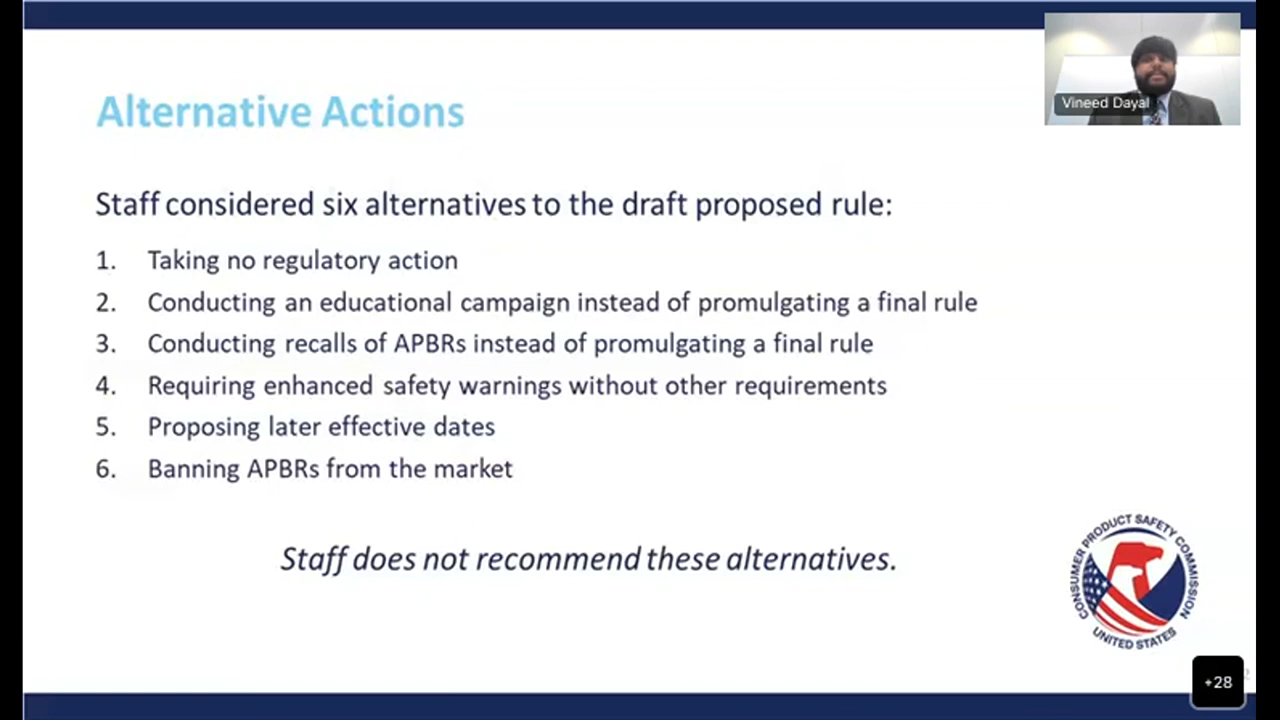 Vineed Dayal
Alternative Actions
Staff considered six alternatives to the draft proposed rule:
1. Taking no regulatory action
2. Conducting an educational campaign instead of promulgating a final rule
3. Conducting recalls of APBRs instead of promulgating a final rule
4. Requiring enhanced safety warnings without other requirements
5. Proposing later effective dates
6. Banning APBRs from the market
Staff does not recommend these alternatives.
CONSUMER PRODUCT SAFETY COMMISSION
UNITED STATES
+28